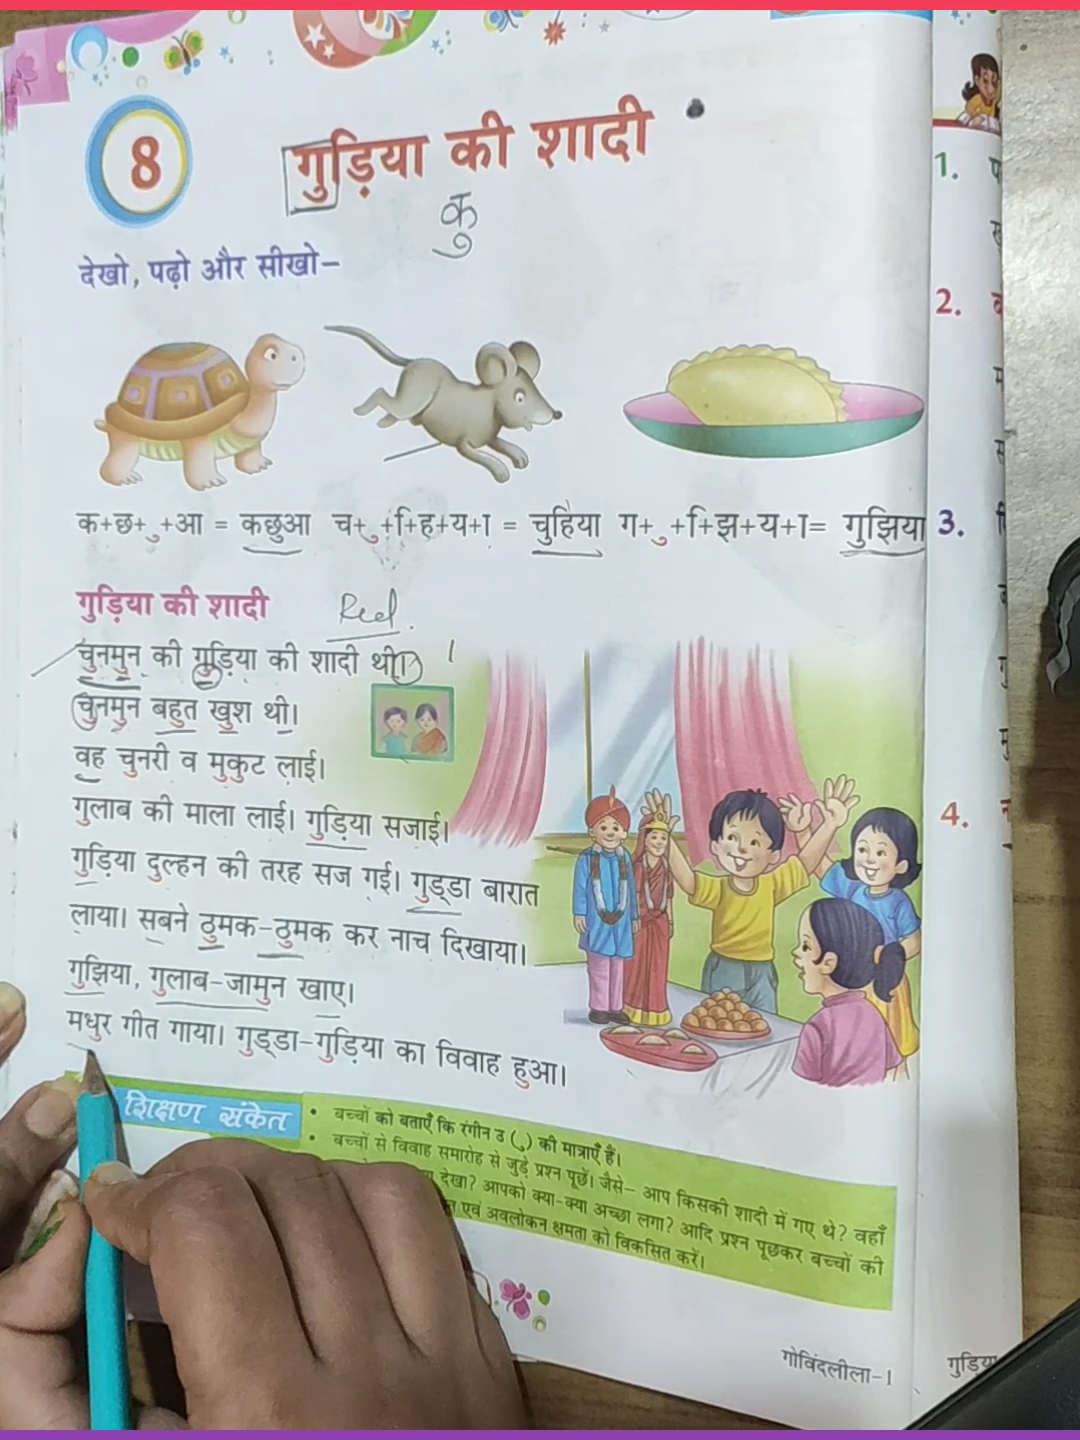 8
गुड़िया की शादी
कु
देखो, पढ़ो और सीखो-
क+छ+ ु+आ = कछुआ च+ ु+ि+ह+य+ा = चुहिया ग+ ु+ि+झ+य+ा= गुझिया
गुड़िया की शादी
चुनमुन की गुड़िया की शादी थी।
चुनमुन बहुत खुश थी।
वह चुनरी व मुकुट लाई।
गुलाब की माला लाई। गुड़िया सजाई।
गुड़िया दुल्हन की तरह सज गई। गुड्डा बारात
लाया। सबने ठुमक-ठुमक कर नाच दिखाया।
गुझिया, गुलाब-जामुन खाए।
मधुर गीत गाया। गुड्डा-गुड़िया का विवाह हुआ।
शिक्षण संकेत
• बच्चों को बताएँ कि रंगीन उ ( ु) की मात्राएँ हैं।
• बच्चों से विवाह समारोह से जुड़े प्रश्न पूछें। जैसे- आप किसकी शादी में गए थे? वहाँ
देखा? आपको क्या-क्या अच्छा लगा? आदि प्रश्न पूछकर बच्चों की
एवं अवलोकन क्षमता को विकसित करें।
गोविंदलीला-1
1.
2.
3.
4.